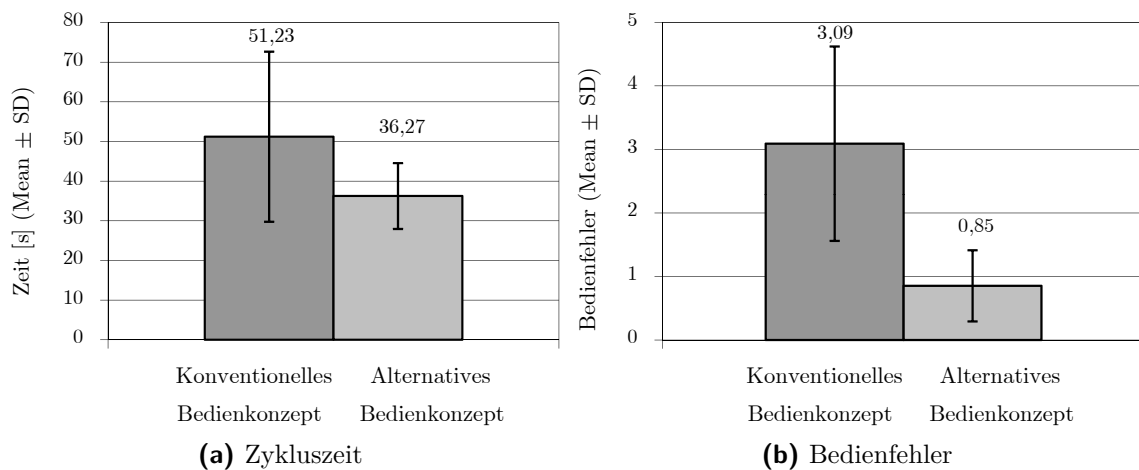 Zeit [s] (Mean ± SD)
80
70
60
50
40
30
20
10
0
51,23
36,27
Konventionelles
Bedienkonzept
Alternatives
Bedienkonzept
(a) Zykluszeit
Bedienfehler (Mean ± SD)
5
4
3
2
1
0
3,09
0,85
Konventionelles
Bedienkonzept
Alternatives
Bedienkonzept
(b) Bedienfehler